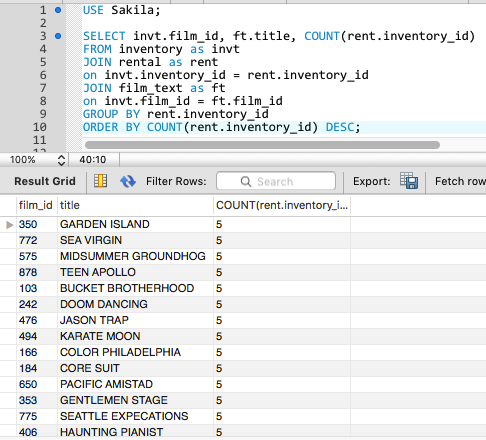 1 USE Sakila;
2
3 SELECT invt.film_id, ft.title, COUNT(rent.inventory_id)
4 FROM inventory as invt
5 JOIN rental as rent
6 on invt.inventory_id = rent.inventory_id
7 JOIN film_text as ft
8 on invt.film_id = ft.film_id
9 GROUP BY rent.inventory_id
10 ORDER BY COUNT(rent.inventory_id) DESC;
11
12
100% 40:10
Result Grid Filter Rows: Search Export: Fetch row
film_id title COUNT(rent.inventory_i...
350 GARDEN ISLAND 5
772 SEA VIRGIN 5
575 MIDSUMMER GROUNDHOG 5
878 TEEN APOLLO 5
103 BUCKET BROTHERHOOD 5
242 DOOM DANCING 5
476 JASON TRAP 5
494 KARATE MOON 5
166 COLOR PHILADELPHIA 5
184 CORE SUIT 5
650 PACIFIC AMISTAD 5
353 GENTLEMEN STAGE 5
775 SEATTLE EXPECATIONS 5
406 HAUNTING PIANIST 5